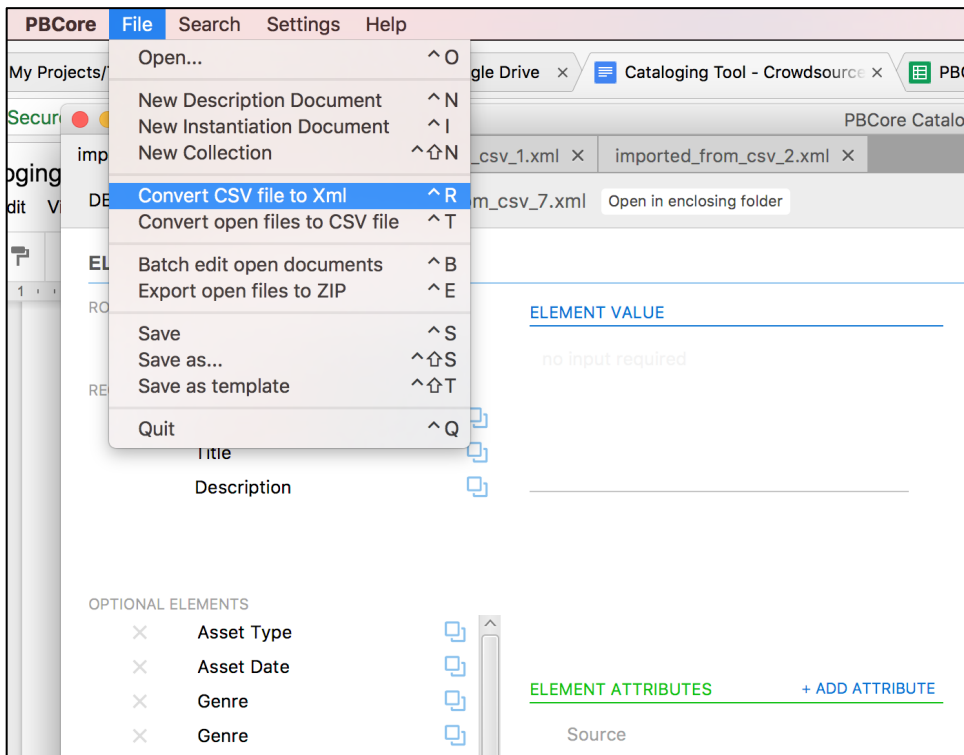 PBCore File Search Settings Help
My Projects/ gle Drive × Cataloging Tool - Crowdsource × PBC
Secur PBCore Catalo
Open... ^O
New Description Document ^N
New Instantiation Document ^I
New Collection ^⇧N
Convert CSV file to Xml ^R
Convert open files to CSV file ^T
Batch edit open documents ^B
Export open files to ZIP ^E
Save ^S
Save as... ^⇧S
Save as template ^⇧T
Quit ^Q
imp _csv_1.xml × imported_from_csv_2.xml ×
oging
dit Vi DE om_csv_7.xml Open in enclosing folder
EL
1
RO ELEMENT VALUE
no input required
RE
Title
Description
OPTIONAL ELEMENTS
× Asset Type
× Asset Date
× Genre
× Genre
ELEMENT ATTRIBUTES + ADD ATTRIBUTE
Source